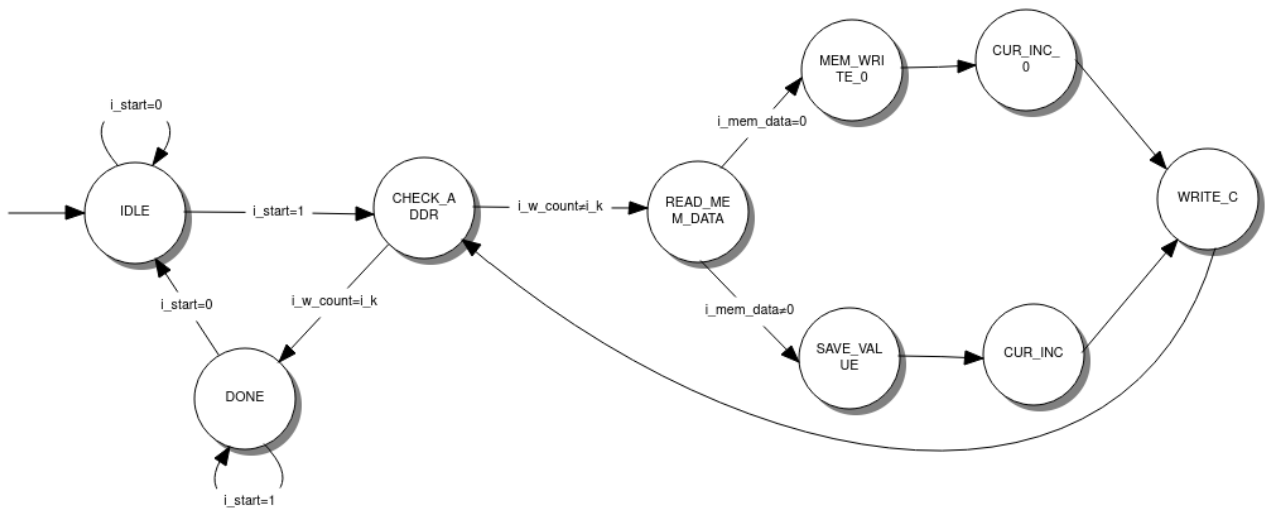 CUR_INC_
0
MEM_WRI
TE_0
i_start=0
i_mem_data=0
CHECK_A
DDR
READ_ME
M_DATA
WRITE_C
IDLE
i_start=1
i_w_count≠i_k
i_start=0
i_w_count=i_k
i_mem_data≠0
SAVE_VAL
UE
CUR_INC
DONE
i_start=1